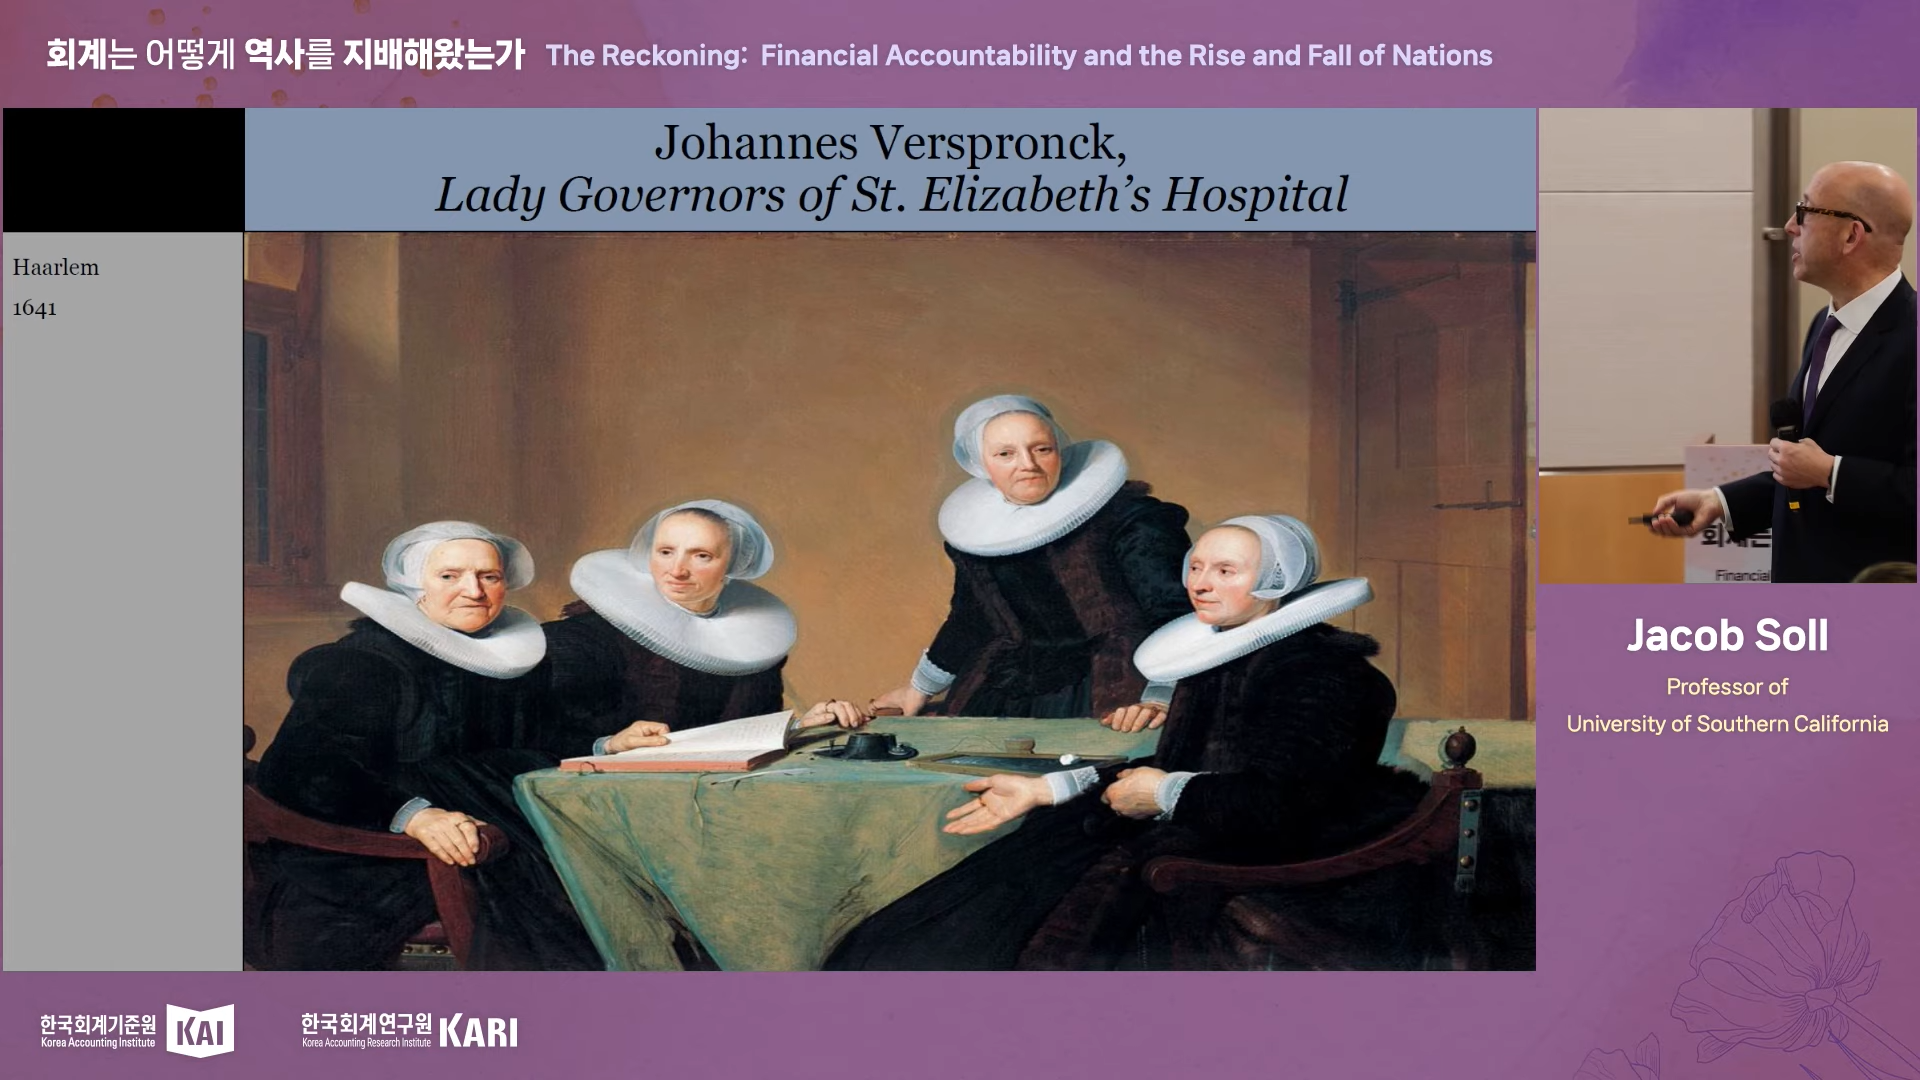 회계는 어떻게 역사를 지배해왔는가 The Reckoning: Financial Accountability and the Rise and Fall of Nations
Johannes Verspronck,
Lady Governors of St. Elizabeth's Hospital
Haarlem
1641
Financial
Jacob Soll
Professor of
University of Southern California
한국회계기준원
Korea Accounting Institute
KAI
한국회계연구원
Korea Accounting Research Institute
KARI